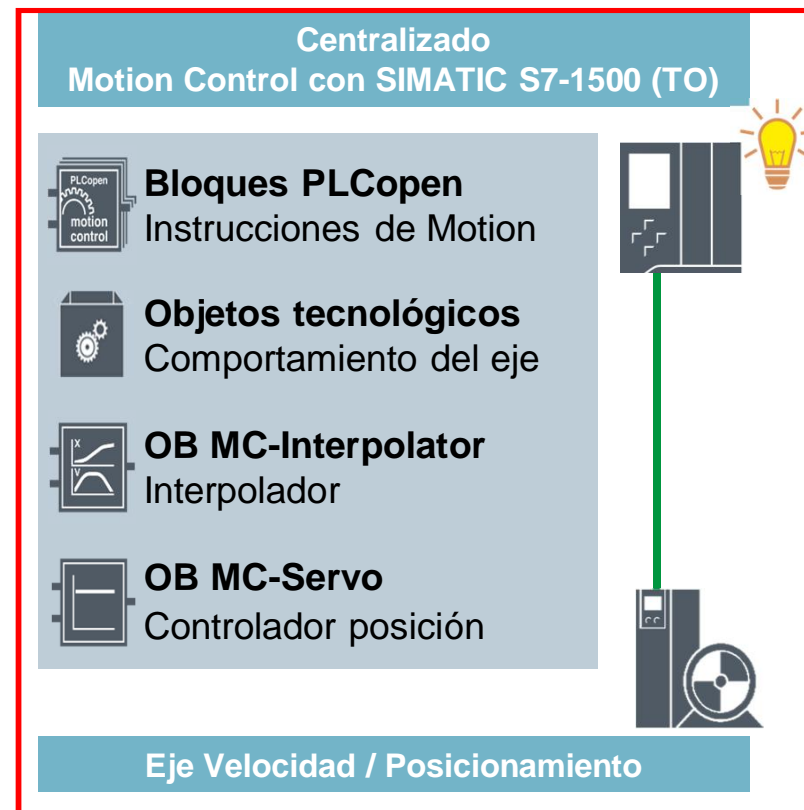 Centralizado
Motion Control con SIMATIC S7-1500 (TO)
PLCopen
motion
control
Bloques PLCopen
Instrucciones de Motion
Objetos tecnológicos
Comportamiento del eje
X
V
OB MC-Interpolator
Interpolador
OB MC-Servo
Controlador posición
Eje Velocidad / Posicionamiento